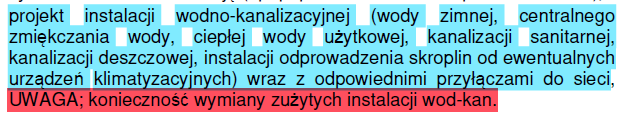 projekt instalacji wodno-kanalizacyjnej (wody zimnej, centralnego
zmiękczania wody, ciepłej wody użytkowej, kanalizacji sanitarnej,
kanalizacji deszczowej, instalacji odprowadzenia skroplin od ewentualnych
urządzeń klimatyzacyjnych) wraz z odpowiednimi przyłączami do sieci,
UWAGA; konieczność wymiany zużytych instalacji wod-kan.